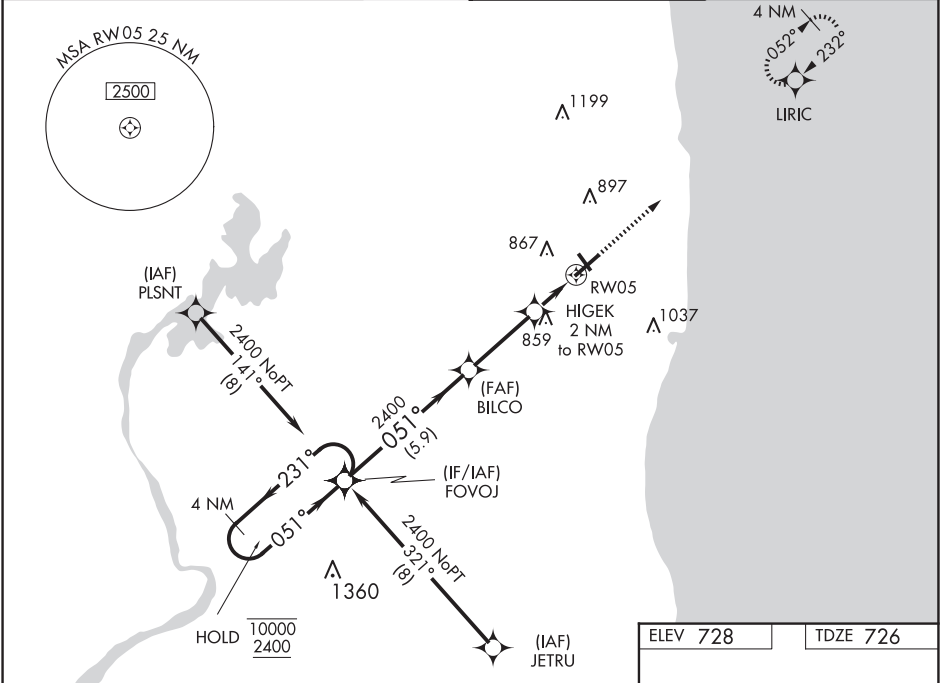 MSA RW05 25 NM
2500
4 NM
052°
232°
LIRIC
1199
897
867
RW05
HIGEK
2 NM
to RW05
859
1037
(IAF)
PLSNT
2400 NoPT
141°
(8)
(FAF)
BILCO
2400
051°
(5.9)
(IF/IAF)
FOVOJ
231°
4 NM
051°
2400 NoPT
321°
(8)
1360
HOLD
10000
2400
(IAF)
JETRU
ELEV 728
TDZE 726